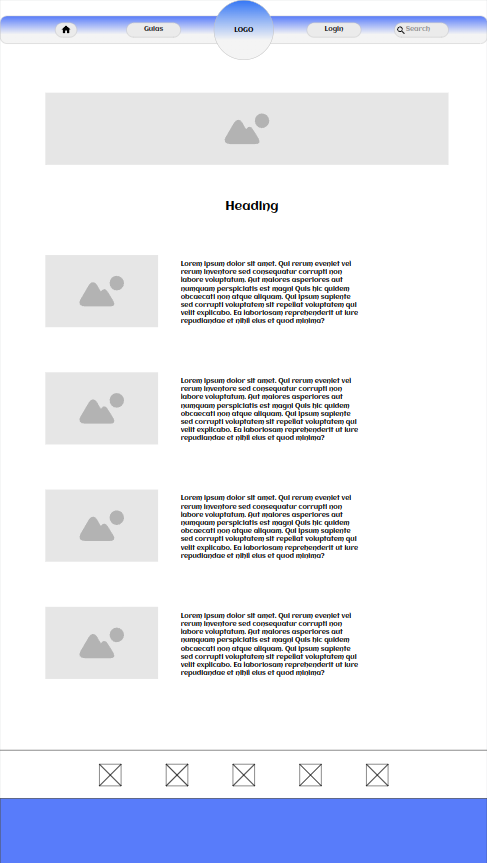 Guias
LOGO
Login
Search
Heading
Lorem ipsum dolor sit amet. Qui rerum eveniet vel
rerum inventore sed consequatur corrupti non
labore voluptatum. Aut maiores asperiores aut
numquam perspiciatis est magni Quis hic quidem
obcaecati non atque aliquam. Qui ipsum sapiente
sed corrupti voluptatem sit repellat voluptatem qui
velit explicabo. Ea laboriosam reprehenderit ut iure
repudiandae et nihil eius et quod minima?
Lorem ipsum dolor sit amet. Qui rerum eveniet vel
rerum inventore sed consequatur corrupti non
labore voluptatum. Aut maiores asperiores aut
numquam perspiciatis est magni Quis hic quidem
obcaecati non atque aliquam. Qui ipsum sapiente
sed corrupti voluptatem sit repellat voluptatem qui
velit explicabo. Ea laboriosam reprehenderit ut iure
repudiandae et nihil eius et quod minima?
Lorem ipsum dolor sit amet. Qui rerum eveniet vel
rerum inventore sed consequatur corrupti non
labore voluptatum. Aut maiores asperiores aut
numquam perspiciatis est magni Quis hic quidem
obcaecati non atque aliquam. Qui ipsum sapiente
sed corrupti voluptatem sit repellat voluptatem qui
velit explicabo. Ea laboriosam reprehenderit ut iure
repudiandae et nihil eius et quod minima?
Lorem ipsum dolor sit amet. Qui rerum eveniet vel
rerum inventore sed consequatur corrupti non
labore voluptatum. Aut maiores asperiores aut
numquam perspiciatis est magni Quis hic quidem
obcaecati non atque aliquam. Qui ipsum sapiente
sed corrupti voluptatem sit repellat voluptatem qui
velit explicabo. Ea laboriosam reprehenderit ut iure
repudiandae et nihil eius et quod minima?